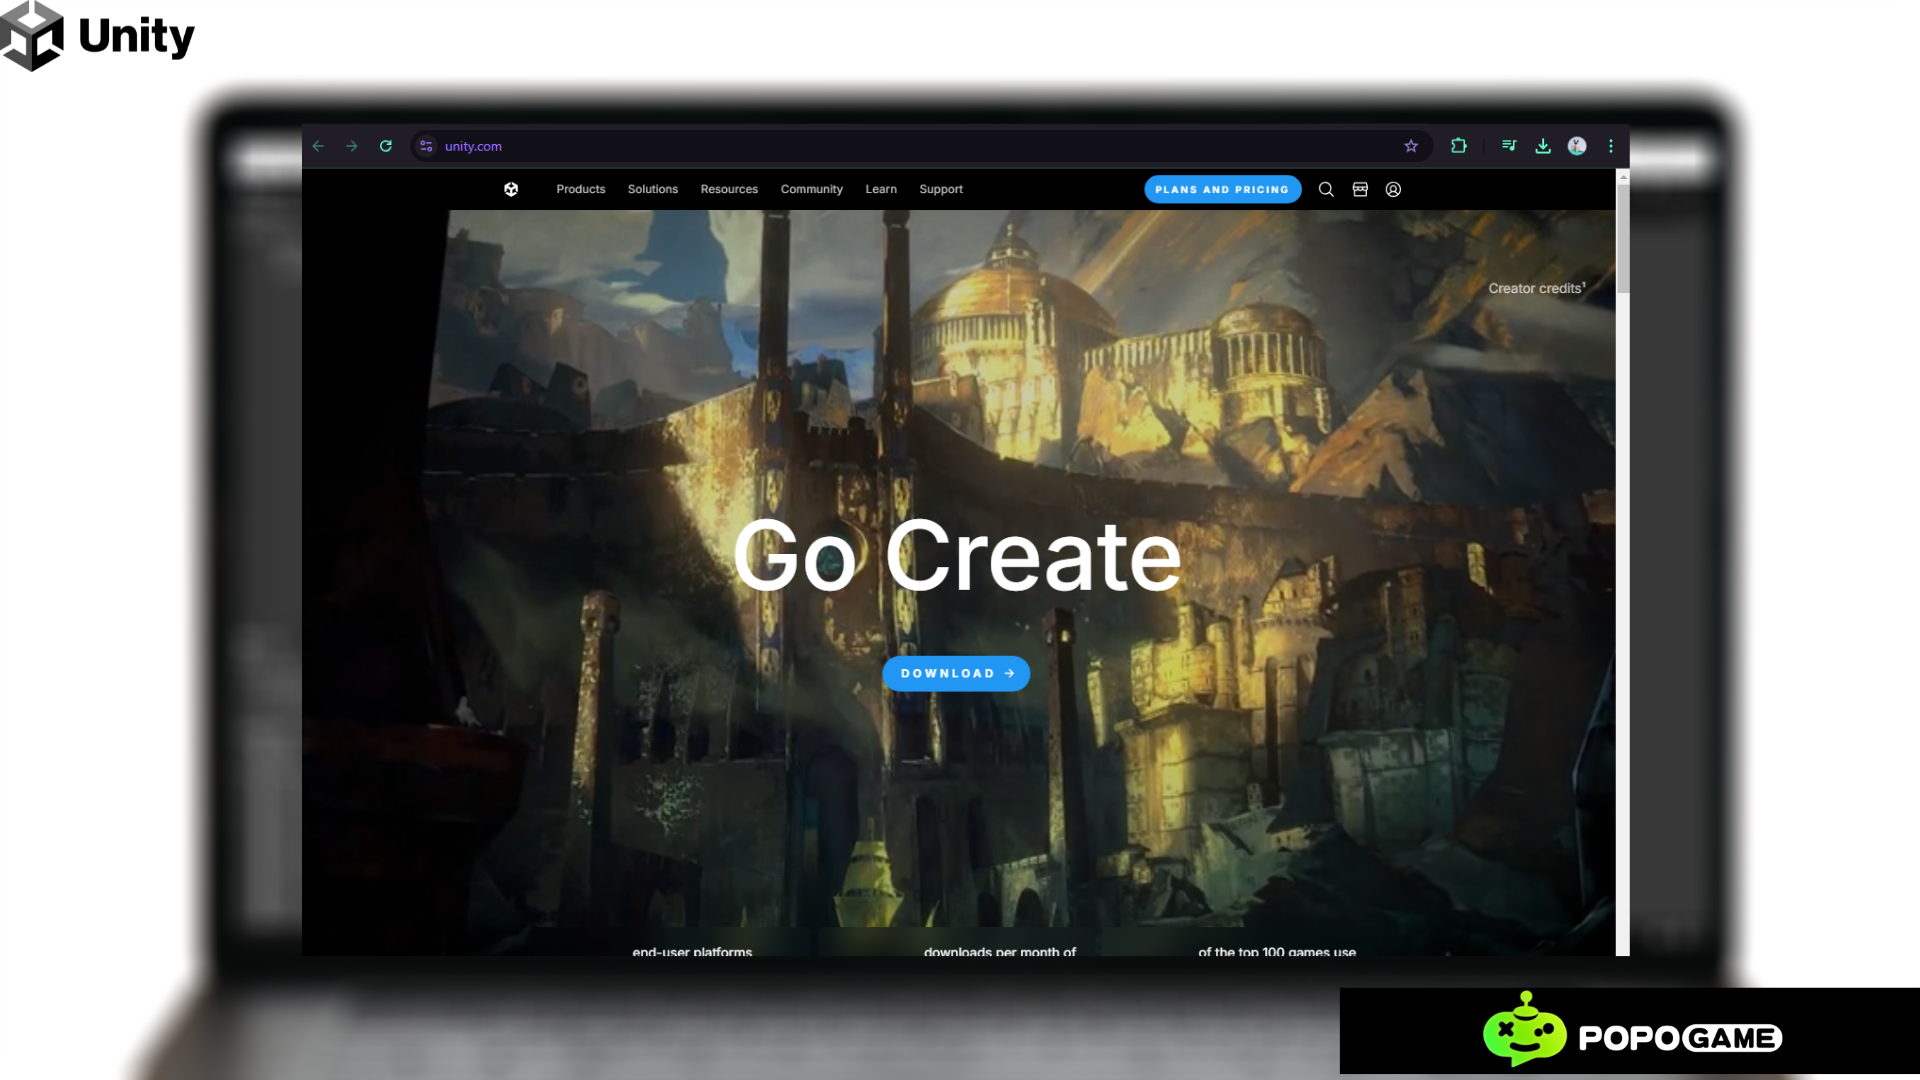 Unity
unity.com
Products Solutions Resources Community Learn Support
PLANS AND PRICING
Creator credits¹
Go Create
DOWNLOAD →
end-user platforms
downloads per month of
of the top 100 games use
POPOGAME